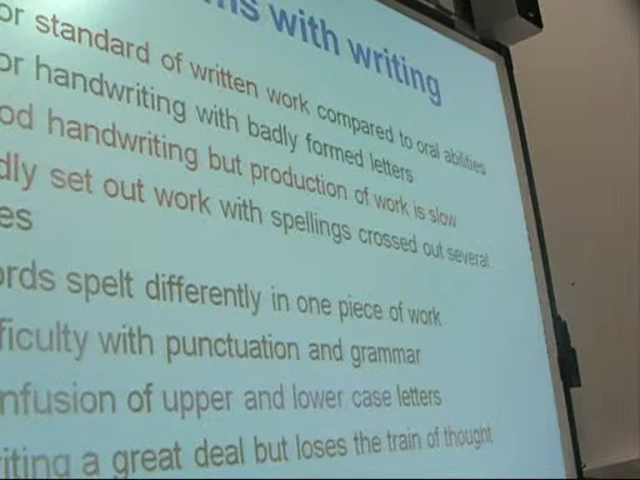 ms with writing
or standard of written work compared to oral abilities
or handwriting with badly formed letters
od handwriting but production of work is slow
dly set out work with spellings crossed out several
es
ords spelt differently in one piece of work
ficulty with punctuation and grammar
nfusion of upper and lower case letters
riting a great deal but loses the train of thought